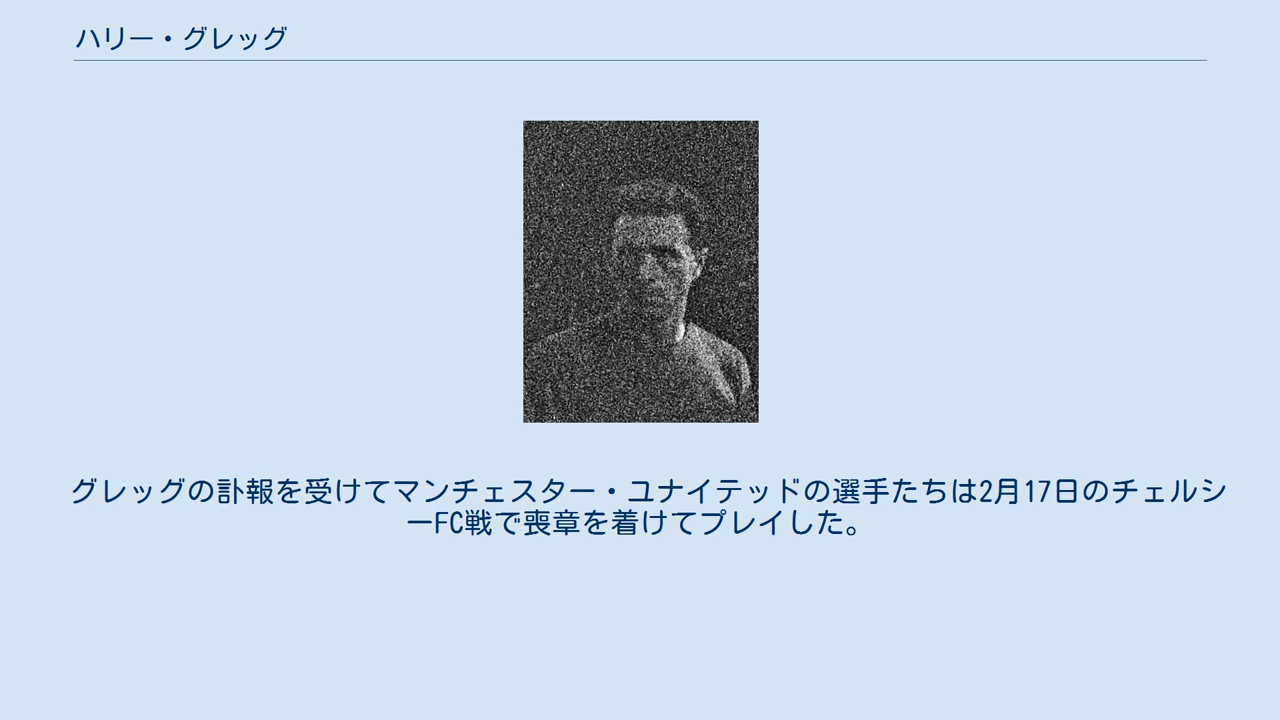 ハリー・グレッグ
グレッグの訃報を受けてマンチェスター・ユナイテッドの選手たちは2月17日のチェルシ
ーFC戦で喪章を着けてプレイした。